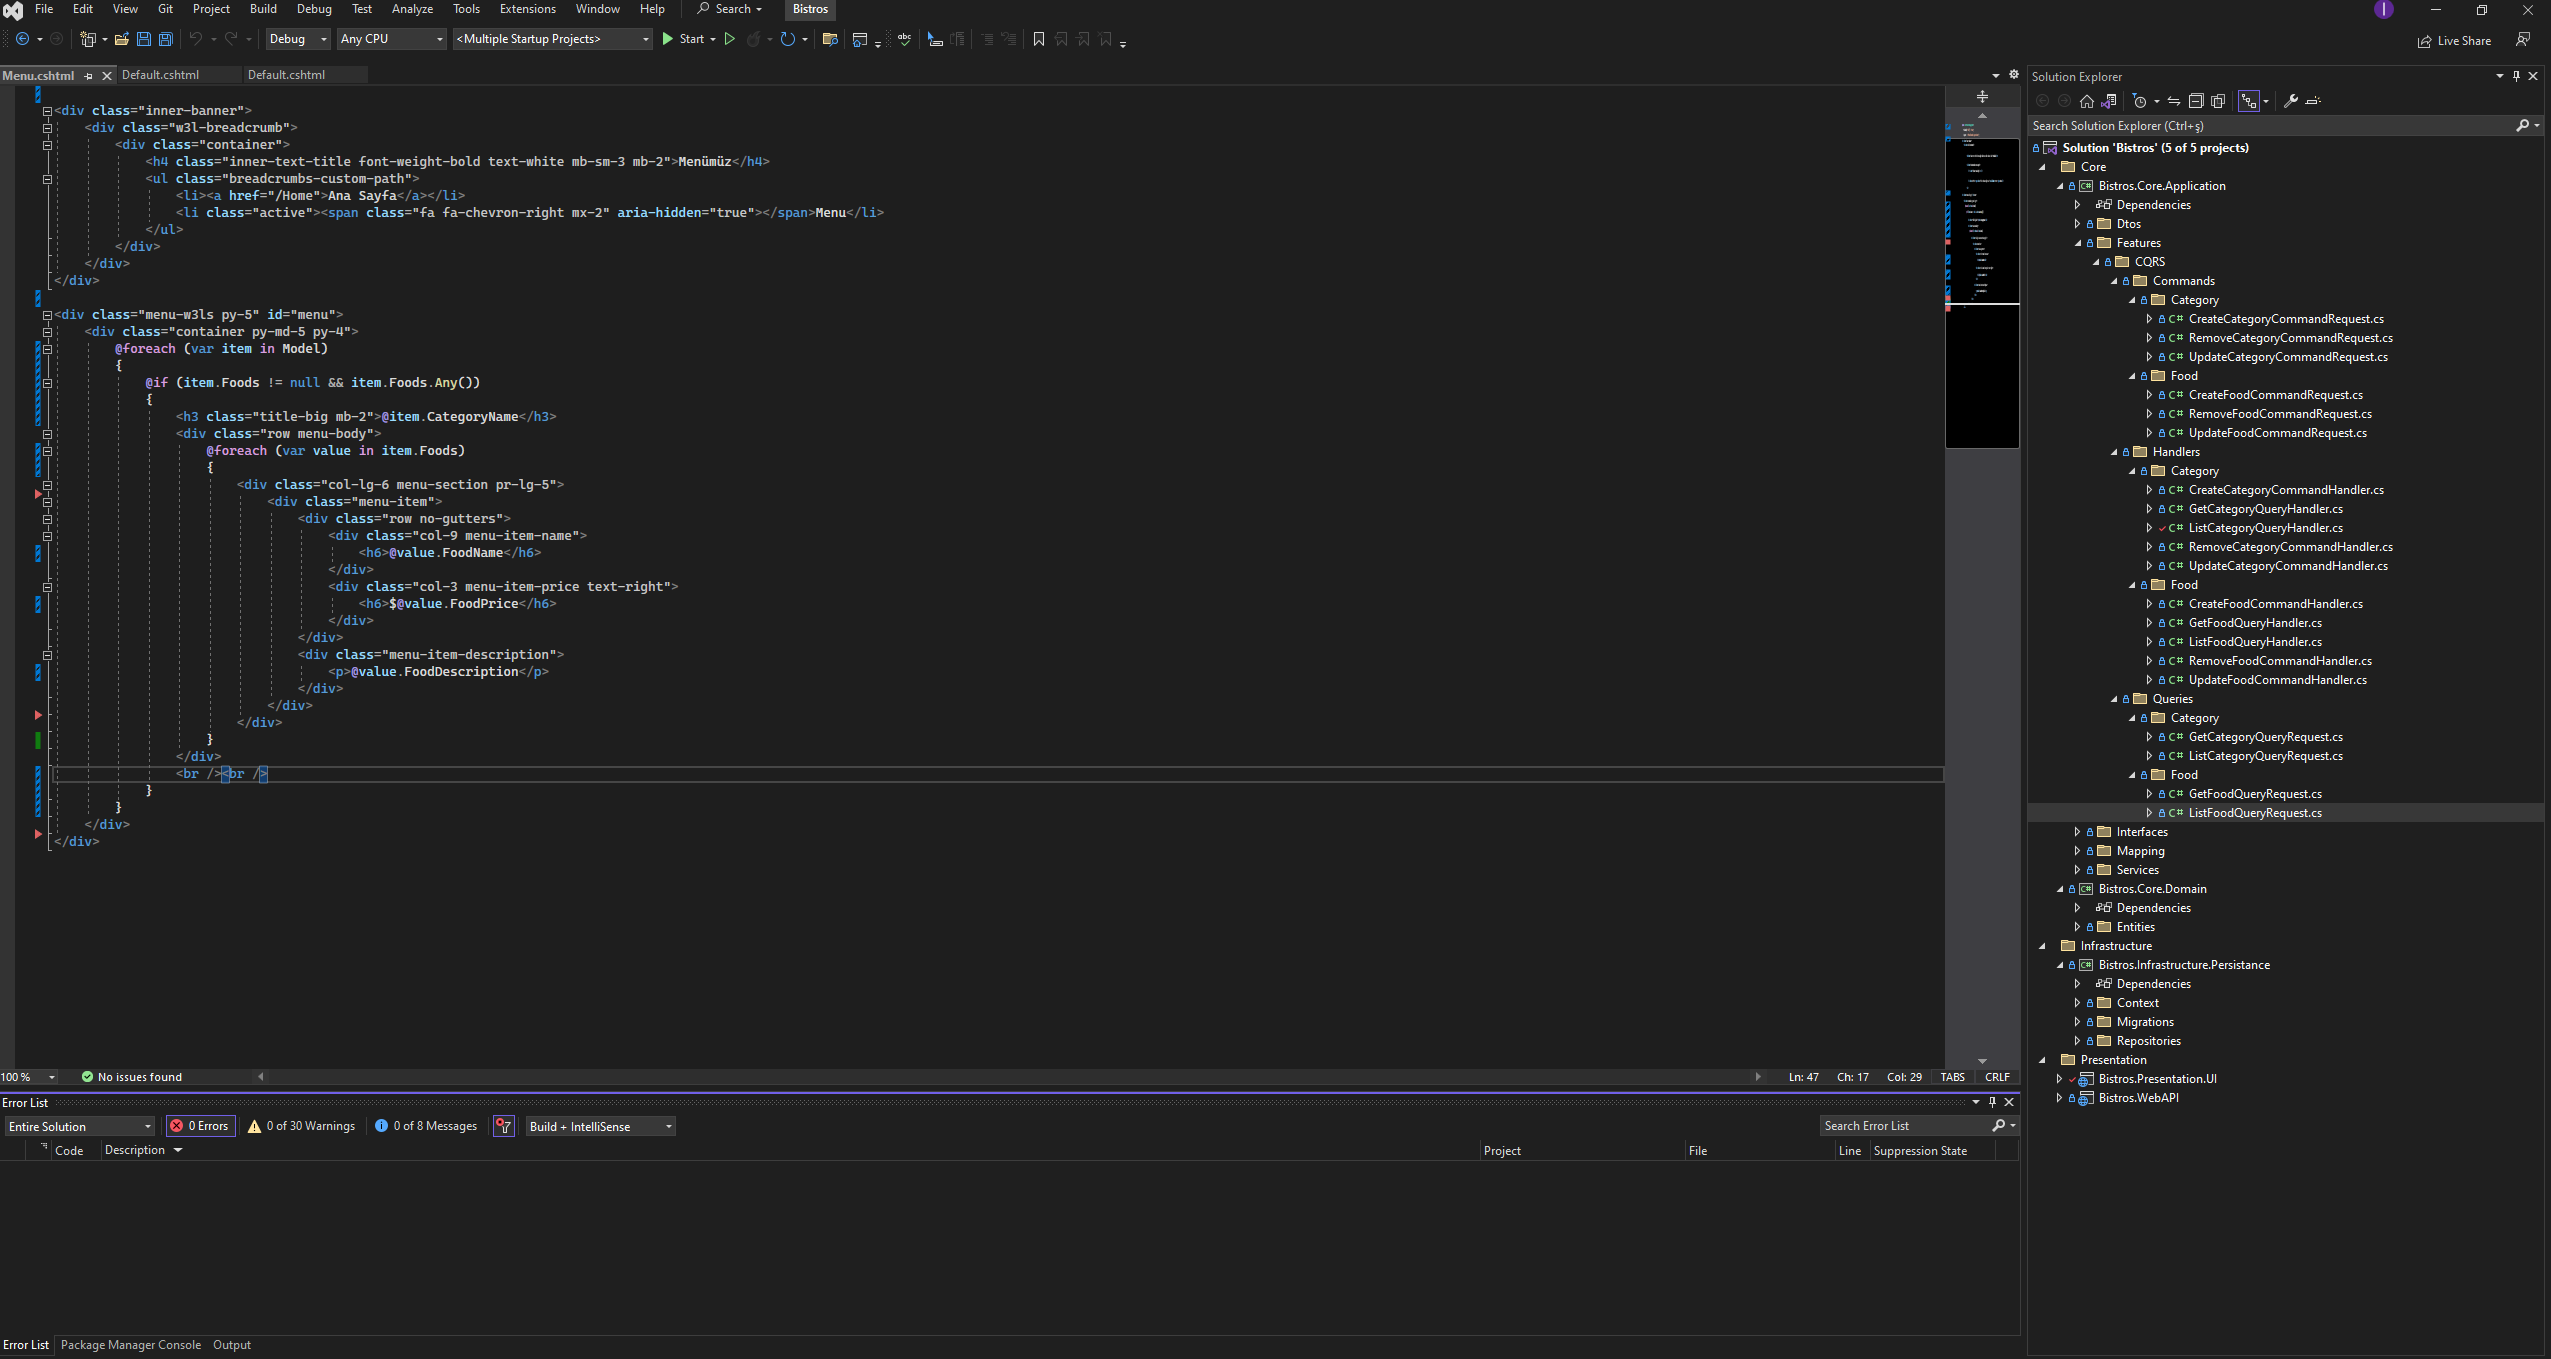 File Edit View Git Project Build Debug Test Analyze Tools Extensions Window Help Search Bistros
Debug Any CPU <Multiple Startup Projects> Start Live Share
Menu.cshtml Default.cshtml Default.cshtml
<div class="inner-banner">
<div class="w3l-breadcrumb">
<div class="container">
<h4 class="inner-text-title font-weight-bold text-white mb-sm-3 mb-2">Menümüz</h4>
<ul class="breadcrumbs-custom-path">
<li><a href="/Home">Ana Sayfa</a></li>
<li class="active"><span class="fa fa-chevron-right mx-2" aria-hidden="true"></span>Menu</li>
</ul>
</div>
</div>
</div>
<div class="menu-w3ls py-5" id="menu">
<div class="container py-md-5 py-4">
@foreach (var item in Model)
{
@if (item.Foods != null && item.Foods.Any())
{
<h3 class="title-big mb-2">@item.CategoryName</h3>
<div class="row menu-body">
@foreach (var value in item.Foods)
{
<div class="col-lg-6 menu-section pr-lg-5">
<div class="menu-item">
<div class="row no-gutters">
<div class="col-9 menu-item-name">
<h6>@value.FoodName</h6>
</div>
<div class="col-3 menu-item-price text-right">
<h6>$@value.FoodPrice</h6>
</div>
</div>
<div class="menu-item-description">
<p>@value.FoodDescription</p>
</div>
</div>
</div>
}
</div>
<br /><br />
}
}
</div>
</div>
100 % No issues found Ln: 47 Ch: 17 Col: 29 TABS CRLF
Error List
Entire Solution 0 Errors 0 of 30 Warnings 0 of 8 Messages Build + IntelliSense Search Error List
Code Description Project File Line Suppression State
Error List Package Manager Console Output
Solution Explorer
Search Solution Explorer (Ctrl+ş)
Solution 'Bistros' (5 of 5 projects)
Core
Bistros.Core.Application
Dependencies
Dtos
Features
CQRS
Commands
Category
CreateCategoryCommandRequest.cs
RemoveCategoryCommandRequest.cs
UpdateCategoryCommandRequest.cs
Food
CreateFoodCommandRequest.cs
RemoveFoodCommandRequest.cs
UpdateFoodCommandRequest.cs
Handlers
Category
CreateCategoryCommandHandler.cs
GetCategoryQueryHandler.cs
ListCategoryQueryHandler.cs
RemoveCategoryCommandHandler.cs
UpdateCategoryCommandHandler.cs
Food
CreateFoodCommandHandler.cs
GetFoodQueryHandler.cs
ListFoodQueryHandler.cs
RemoveFoodCommandHandler.cs
UpdateFoodCommandHandler.cs
Queries
Category
GetCategoryQueryRequest.cs
ListCategoryQueryRequest.cs
Food
GetFoodQueryRequest.cs
ListFoodQueryRequest.cs
Interfaces
Mapping
Services
Bistros.Core.Domain
Dependencies
Entities
Infrastructure
Bistros.Infrastructure.Persistance
Dependencies
Context
Migrations
Repositories
Presentation
Bistros.Presentation.UI
Bistros.WebAPI